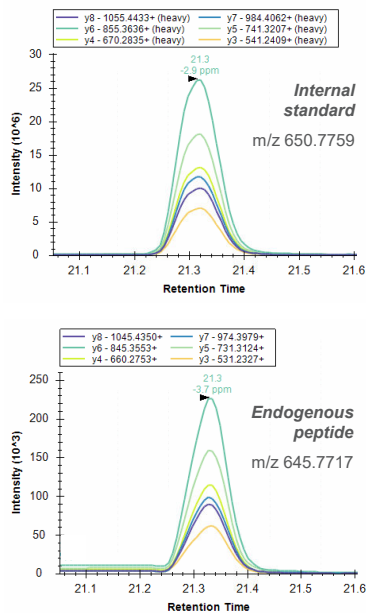 y8 - 1055.4433+ (heavy) y7 - 984.4062+ (heavy)
y6 - 855.3636+ (heavy) y5 - 741.3207+ (heavy)
y4 - 670.2835+ (heavy) y3 - 541.2409+ (heavy)
30
25
20
15
10
5
0
Intensity (10^6)
21.3
-2.9 ppm
Internal
standard
m/z 650.7759
21.1 21.2 21.3 21.4 21.5 21.6
Retention Time
y8 - 1045.4350+ y7 - 974.3979+
y6 - 845.3553+ y5 - 731.3124+
y4 - 660.2753+ y3 - 531.2327+
250
200
150
100
50
0
Intensity (10^3)
21.3
-3.7 ppm
Endogenous
peptide
m/z 645.7717
21.1 21.2 21.3 21.4 21.5 21.6
Retention Time